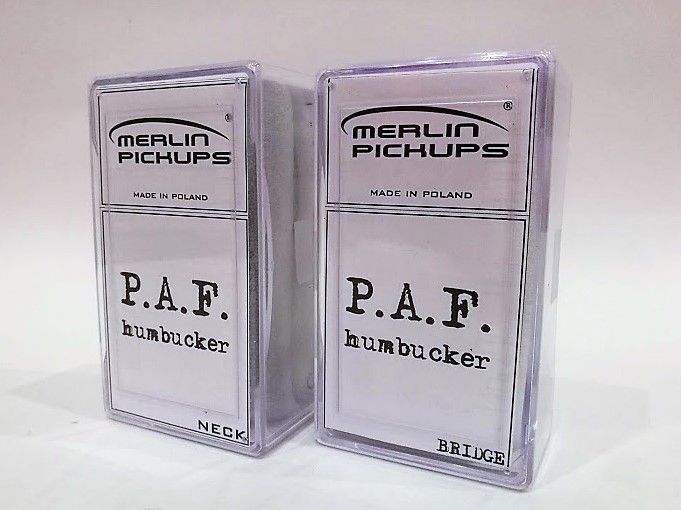 MERLIN®
PICKUPS
MADE IN POLAND
P.A.F.
humbucker
NECK
MERLIN®
PICKUPS
MADE IN POLAND
P.A.F.
humbucker
BRIDGE